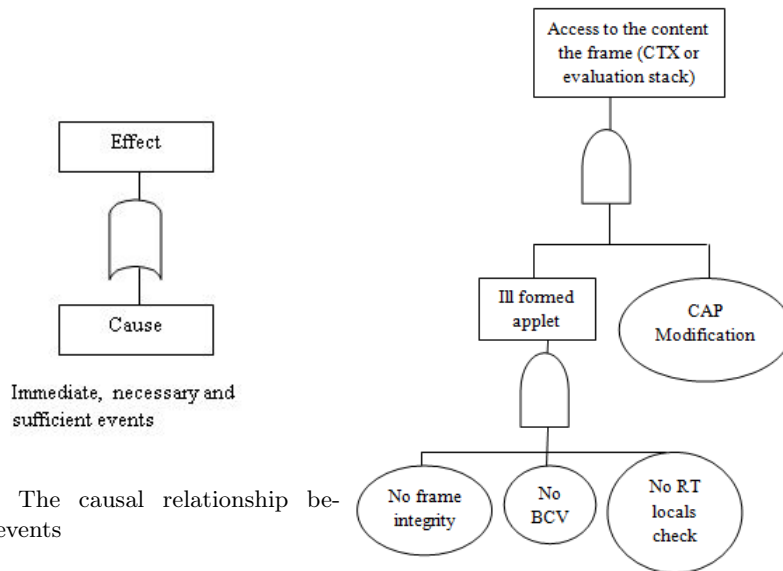 Effect
Cause
Immediate, necessary and
sufficient events
The causal relationship be-
events
Access to the content
the frame (CTX or
evaluation stack)
Ill formed
applet
CAP
Modification
No frame
integrity
No
BCV
No RT
locals
check